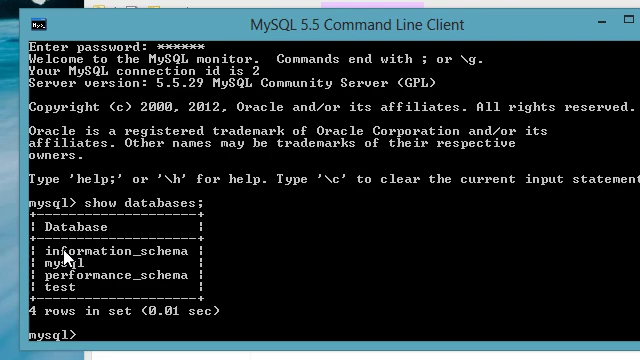 MySQL 5.5 Command Line Client
Enter password: ******
Welcome to the MySQL monitor.  Commands end with ; or \g.
Your MySQL connection id is 2
Server version: 5.5.29 MySQL Community Server (GPL)
Copyright (c) 2000, 2012, Oracle and/or its affiliates. All rights reserved.
Oracle is a registered trademark of Oracle Corporation and/or its
affiliates. Other names may be trademarks of their respective
owners.
Type 'help;' or '\h' for help. Type '\c' to clear the current input statement
mysql> show databases;
+--------------------+
| Database           |
+--------------------+
| information_schema |
| mysql              |
| performance_schema |
| test               |
+--------------------+
4 rows in set (0.01 sec)
mysql>